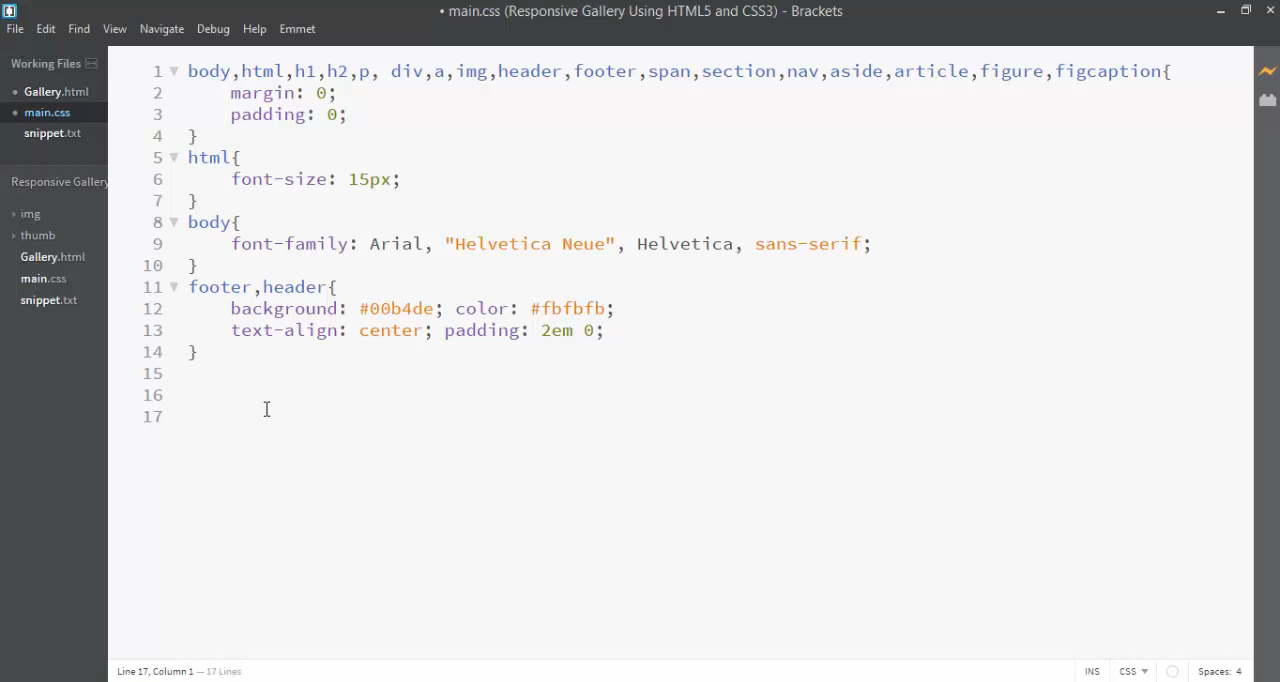 • main.css (Responsive Gallery Using HTML5 and CSS3) - Brackets
File Edit Find View Navigate Debug Help Emmet
Working Files
• Gallery.html
• main.css
snippet.txt
Responsive Gallery
img
thumb
Gallery.html
main.css
snippet.txt
1 body,html,h1,h2,p, div,a,img,header,footer,span,section,nav,aside,article,figure,figcaption{
2 margin: 0;
3 padding: 0;
4 }
5 html{
6 font-size: 15px;
7 }
8 body{
9 font-family: Arial, "Helvetica Neue", Helvetica, sans-serif;
10 }
11 footer,header{
12 background: #00b4de; color: #fbfbfb;
13 text-align: center; padding: 2em 0;
14 }
15
16
17
Line 17, Column 1 — 17 Lines
INS CSS Spaces: 4